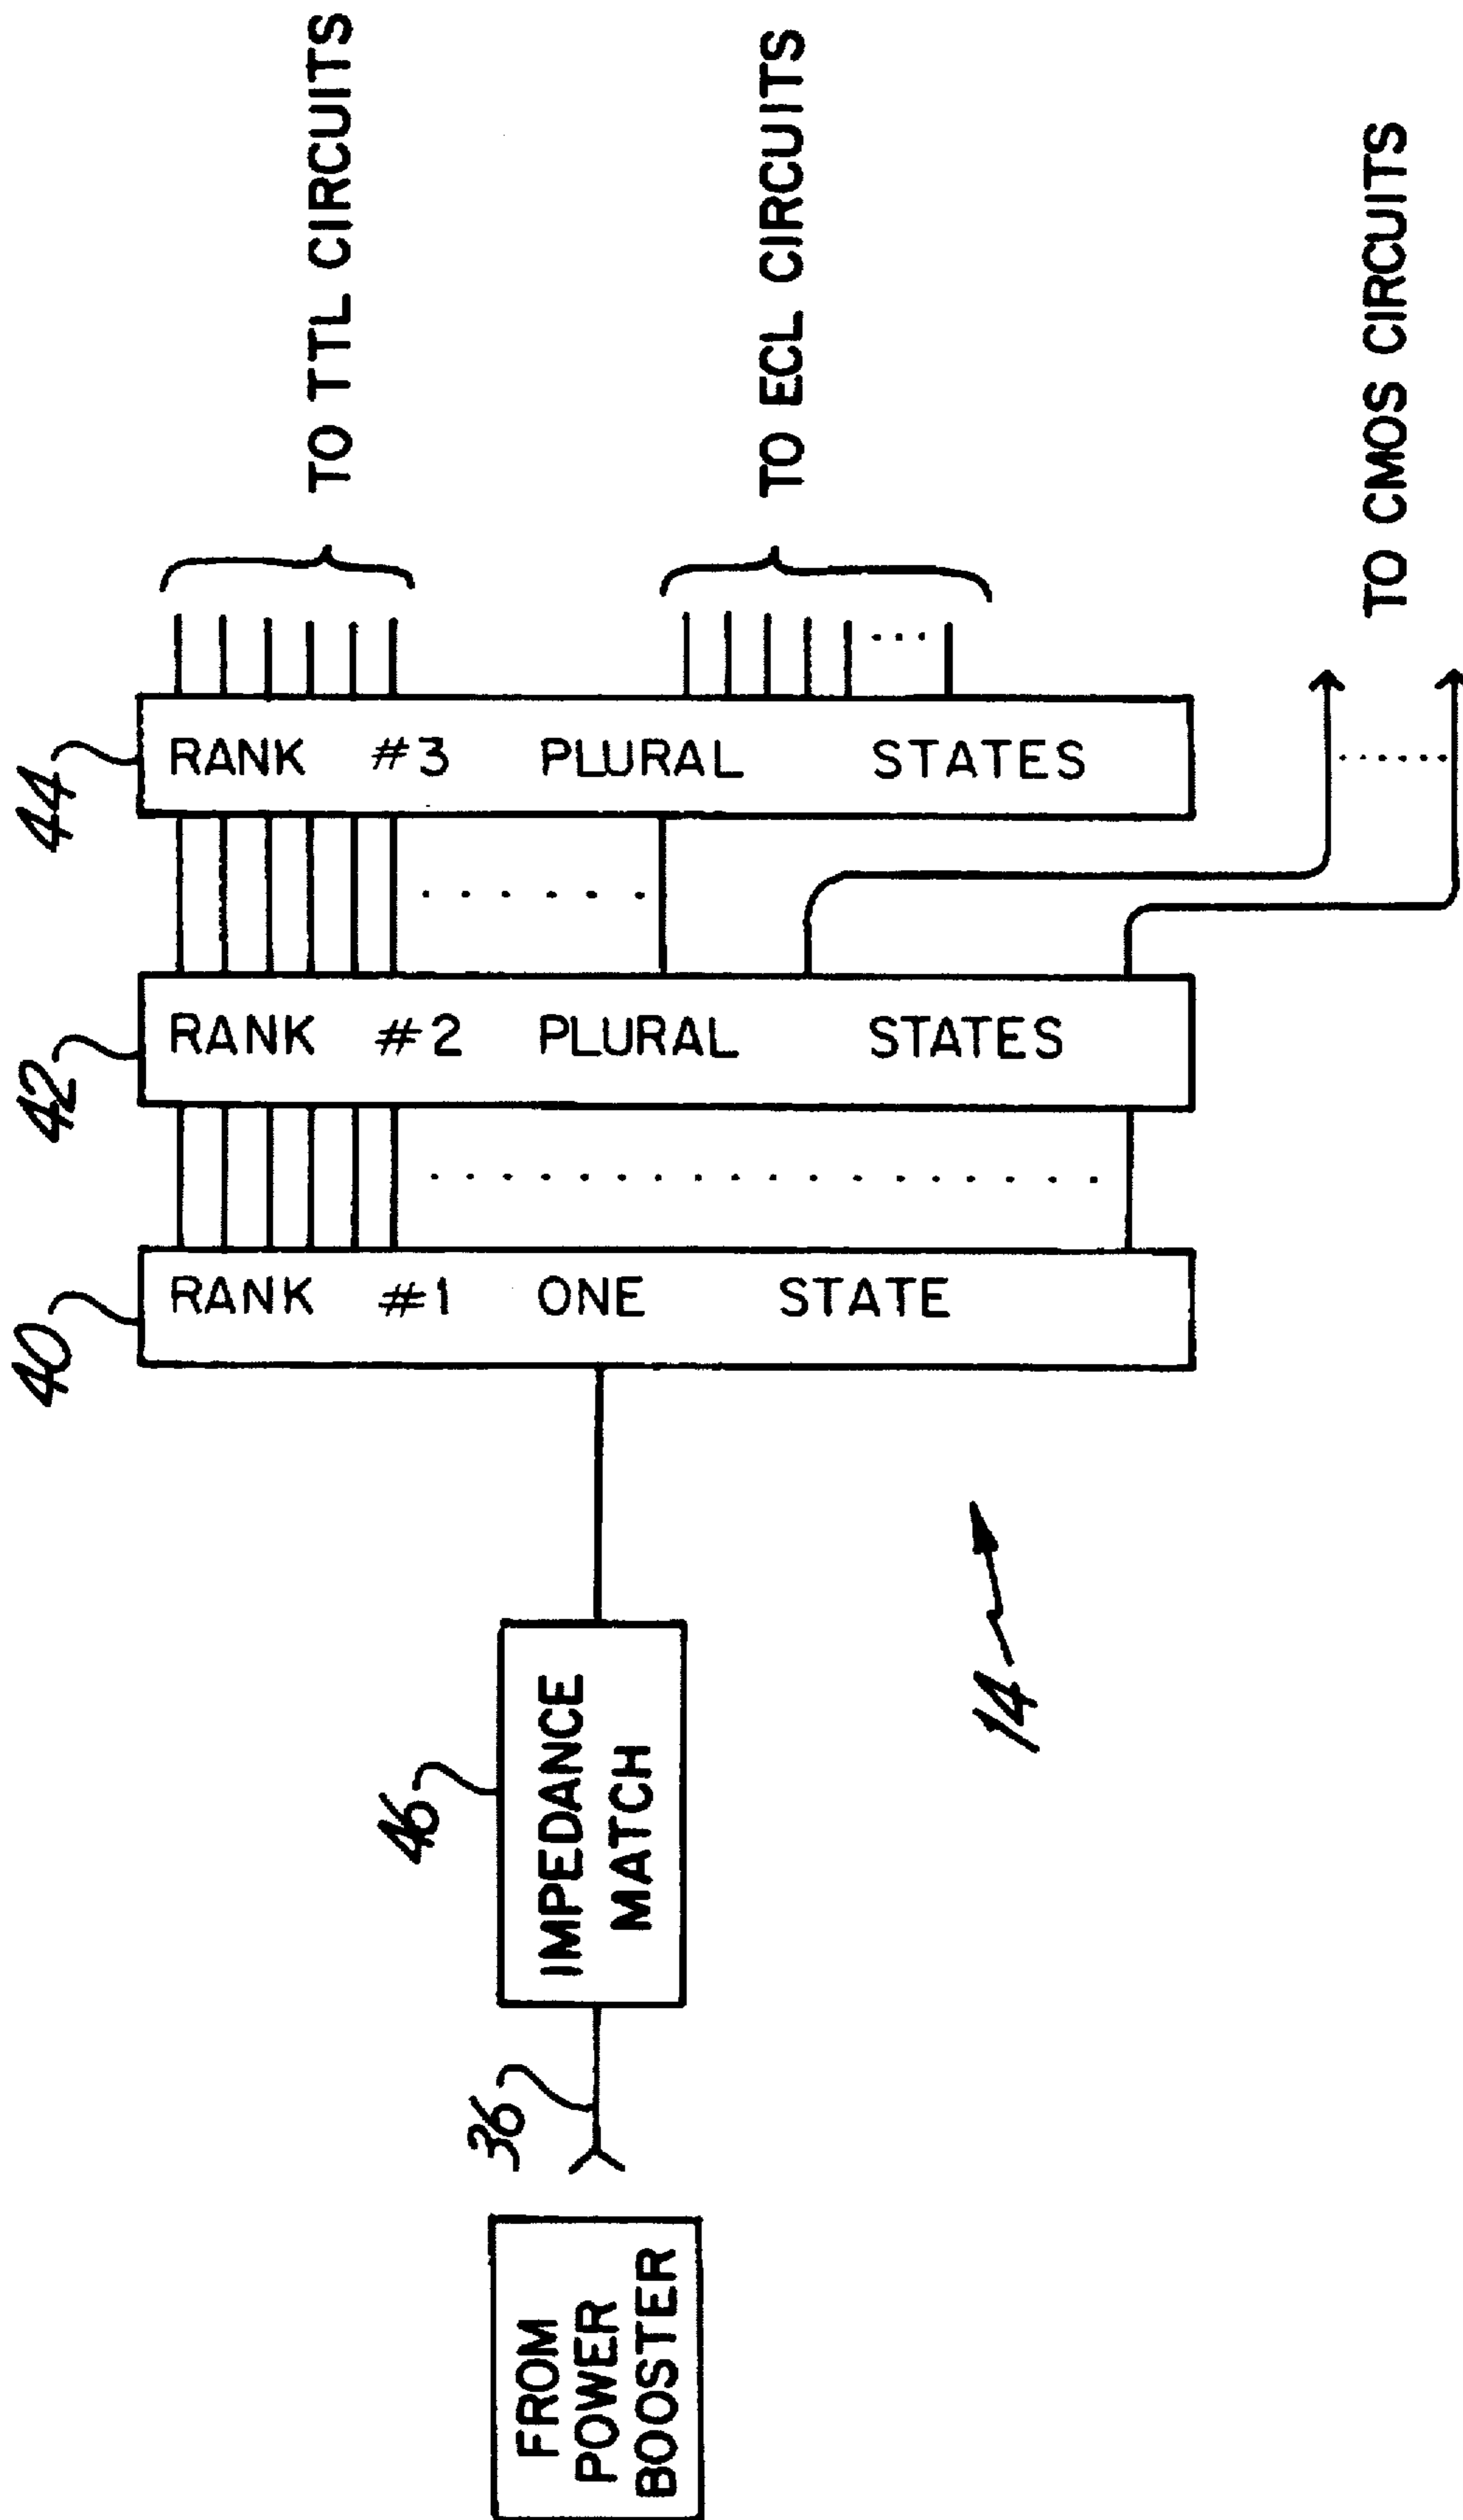 TO TTL CIRCUITS
TO ECL CIRCUITS
TO CMOS CIRCUITS
44
RANK #3 PLURAL STATES
42
RANK #2 PLURAL STATES
40
RANK #1 ONE STATE
14
46
IMPEDANCE
MATCH
36
FROM
POWER
BOOSTER